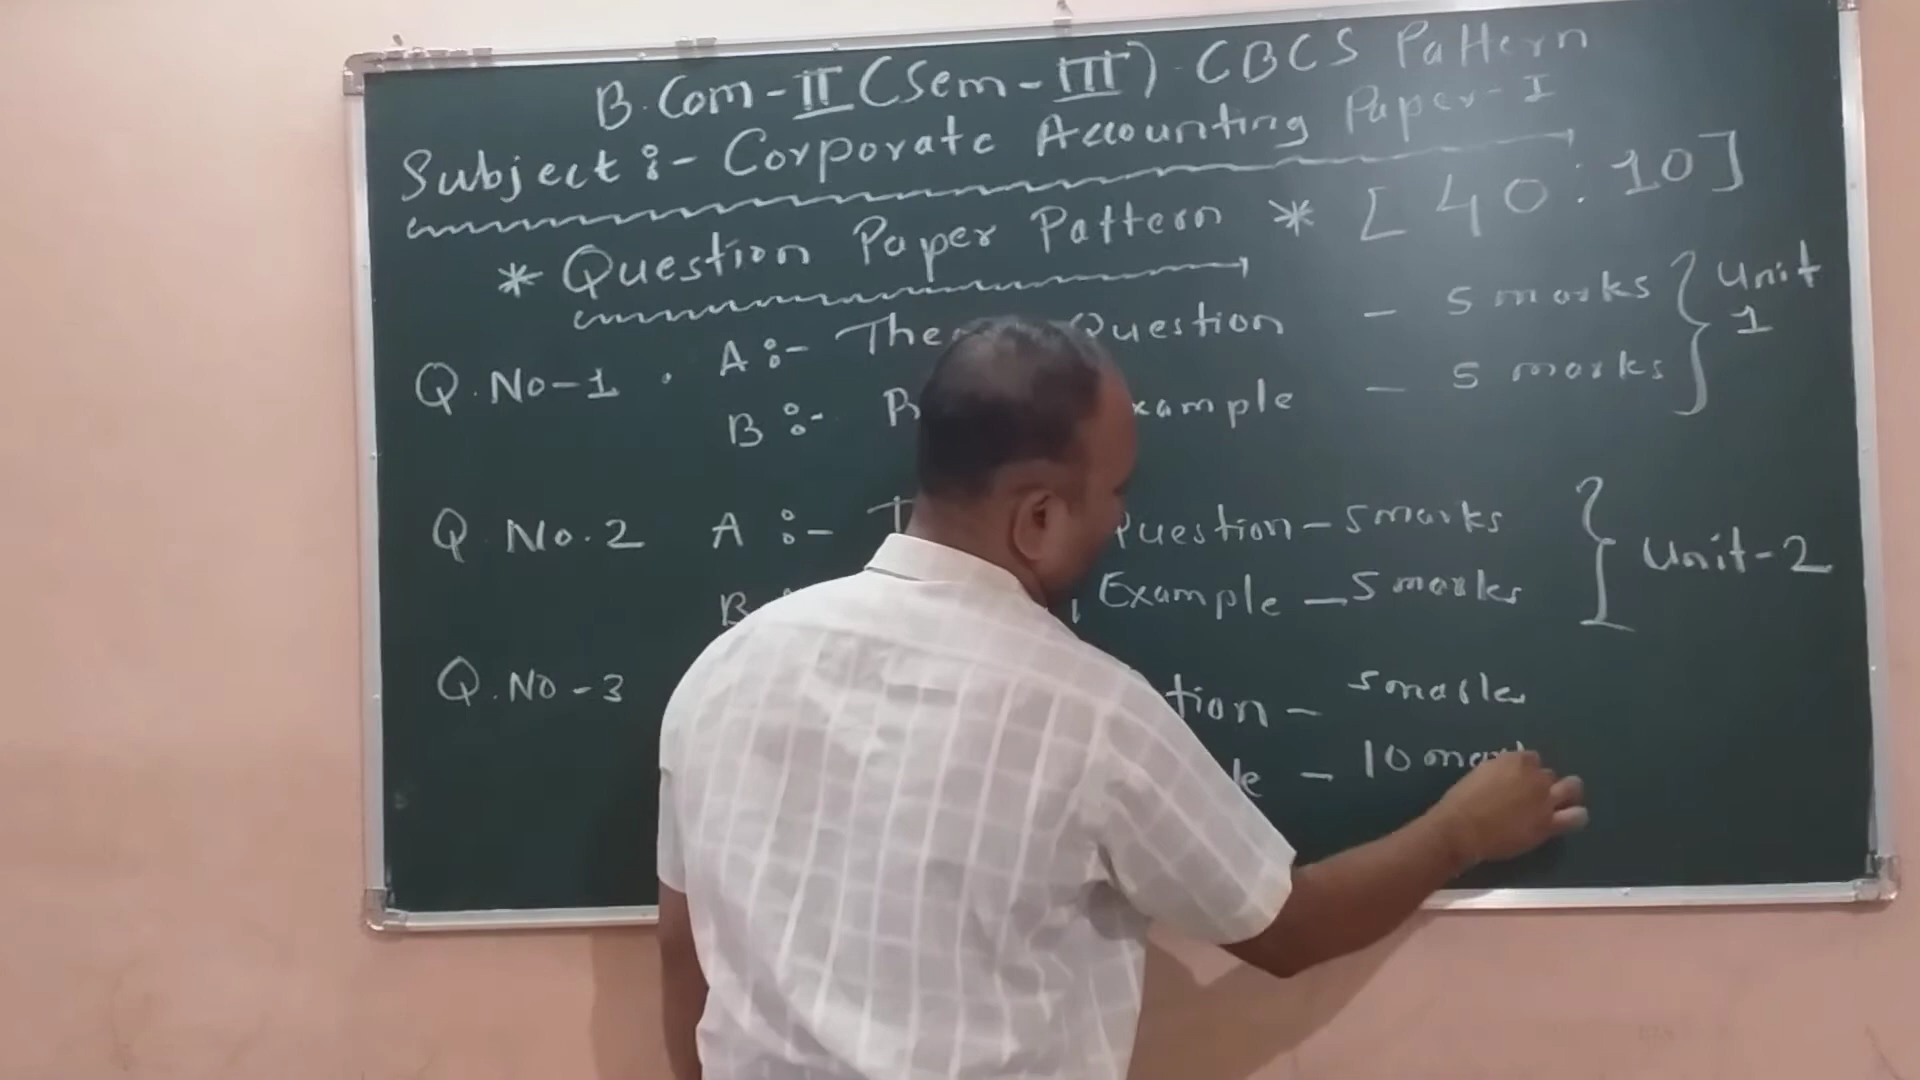 B.Com-II (Sem-III) CBCS Pattern
Subject :- Corporate Accounting Paper-I
* Question Paper Pattern * [40:10]
Q.No-1. A :- Question - 5 marks
B :- Example - 5 marks
Unit 1
Q.No.2 A :- Question - 5 marks
B Example - 5 marks
Unit-2
Q.No-3 - 5 marks
- 10